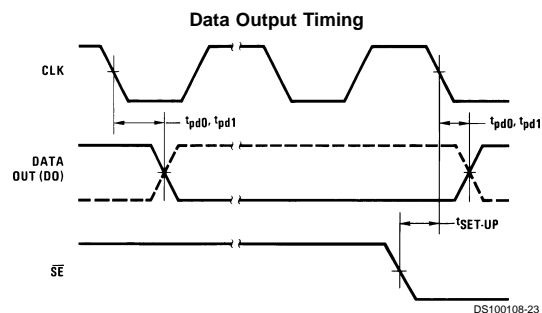 Data Output Timing
CLK
tpd0, tpd1
tpd0, tpd1
DATA
OUT (DO)
tSET-UP
SE
DS100108-23